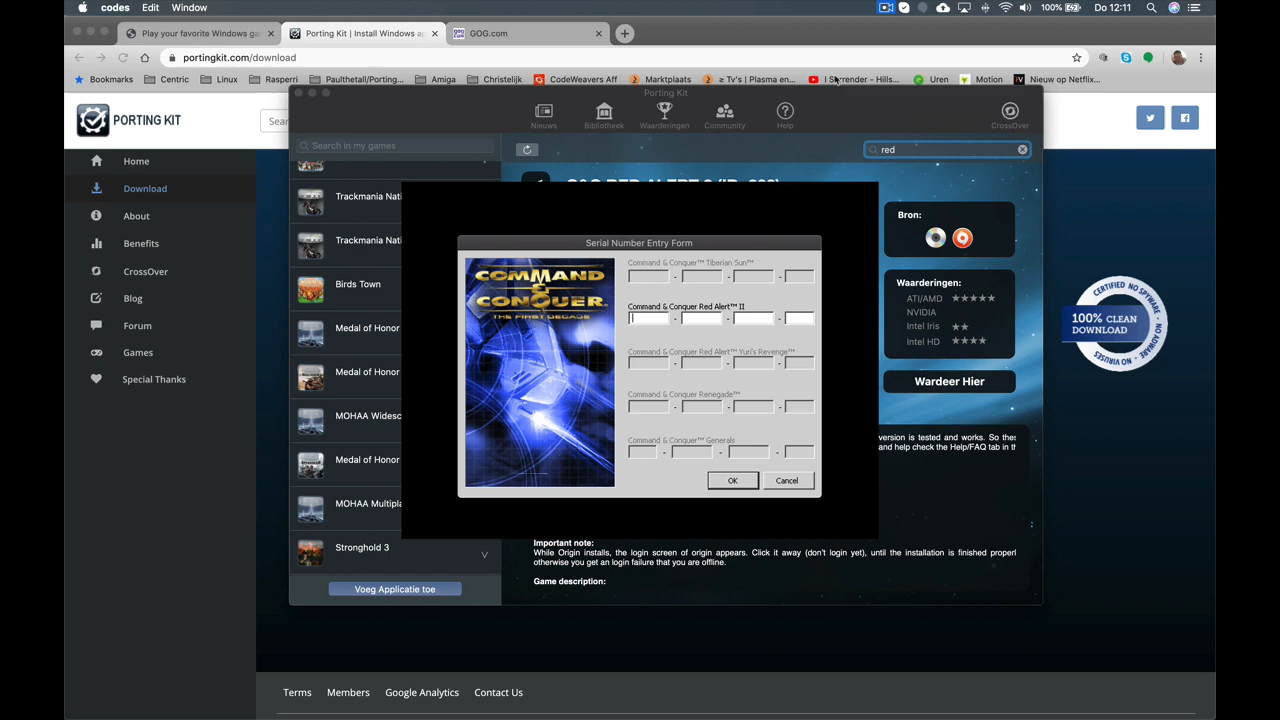 codes Edit Window 100% Do 12:11
Play your favorite Windows ga
Porting Kit | Install Windows ap
GOG.com
portingkit.com/download
Bookmarks Centric Linux Rasperri Paulthetall/Porting... Amiga Christelijk CodeWeavers Aff Marktplaats ≥ Tv's | Plasma en... I Surrender - Hills... Uren Motion Nieuw op Netflix...
PORTING KIT
Sear
Home
Download
About
Benefits
CrossOver
Blog
Forum
Games
Special Thanks
Porting Kit
Nieuws Bibliotheek Waarderingen Community Help CrossOver
Search in my games
red
Trackmania Nati
Trackmania Nati
Birds Town
Medal of Honor
Medal of Honor
MOHAA Widesc
Medal of Honor
MOHAA Multipla
Stronghold 3
Voeg Applicatie toe
Serial Number Entry Form
COMMAND & CONQUER
THE FIRST DECADE
Command & Conquer™ Tiberian Sun™
- - -
Command & Conquer Red Alert™ II
- - -
Command & Conquer Red Alert™ Yuri's Revenge™
- - -
Command & Conquer Renegade™
- - -
Command & Conquer™ Generals
- - -
OK Cancel
Bron:
Waarderingen:
ATI/AMD ★★★★★
NVIDIA
Intel Iris ★★
Intel HD ★★★★
Wardeer Hier
version is tested and works. So thes
and help check the Help/FAQ tab in th
Important note:
While Origin installs, the login screen of origin appears. Click it away (don't login yet), until the installation is finished properl
otherwise you get an login failure that you are offline.
Game description:
CERTIFIED NO SPYWARE
100% CLEAN
DOWNLOAD
NO VIRUSES - NO ADWARE
Terms Members Google Analytics Contact Us